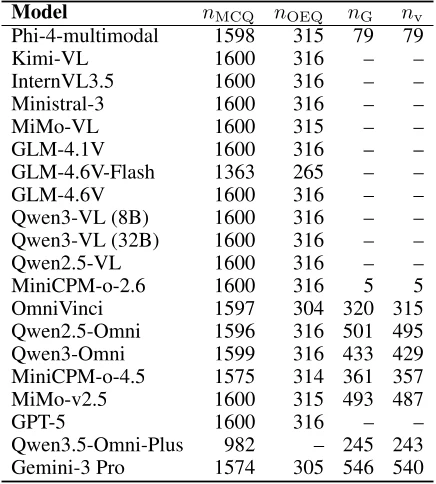 Model n_MCQ n_OEQ n_G n_v
Phi-4-multimodal 1598 315 79 79
Kimi-VL 1600 316 – –
InternVL3.5 1600 316 – –
Ministral-3 1600 316 – –
MiMo-VL 1600 315 – –
GLM-4.1V 1600 316 – –
GLM-4.6V-Flash 1363 265 – –
GLM-4.6V 1600 316 – –
Qwen3-VL (8B) 1600 316 – –
Qwen3-VL (32B) 1600 316 – –
Qwen2.5-VL 1600 316 – –
MiniCPM-o-2.6 1600 316 5 5
OmniVinci 1597 304 320 315
Qwen2.5-Omni 1596 316 501 495
Qwen3-Omni 1599 316 433 429
MiniCPM-o-4.5 1575 314 361 357
MiMo-v2.5 1600 315 493 487
GPT-5 1600 316 – –
Qwen3.5-Omni-Plus 982 – 245 243
Gemini-3 Pro 1574 305 546 540